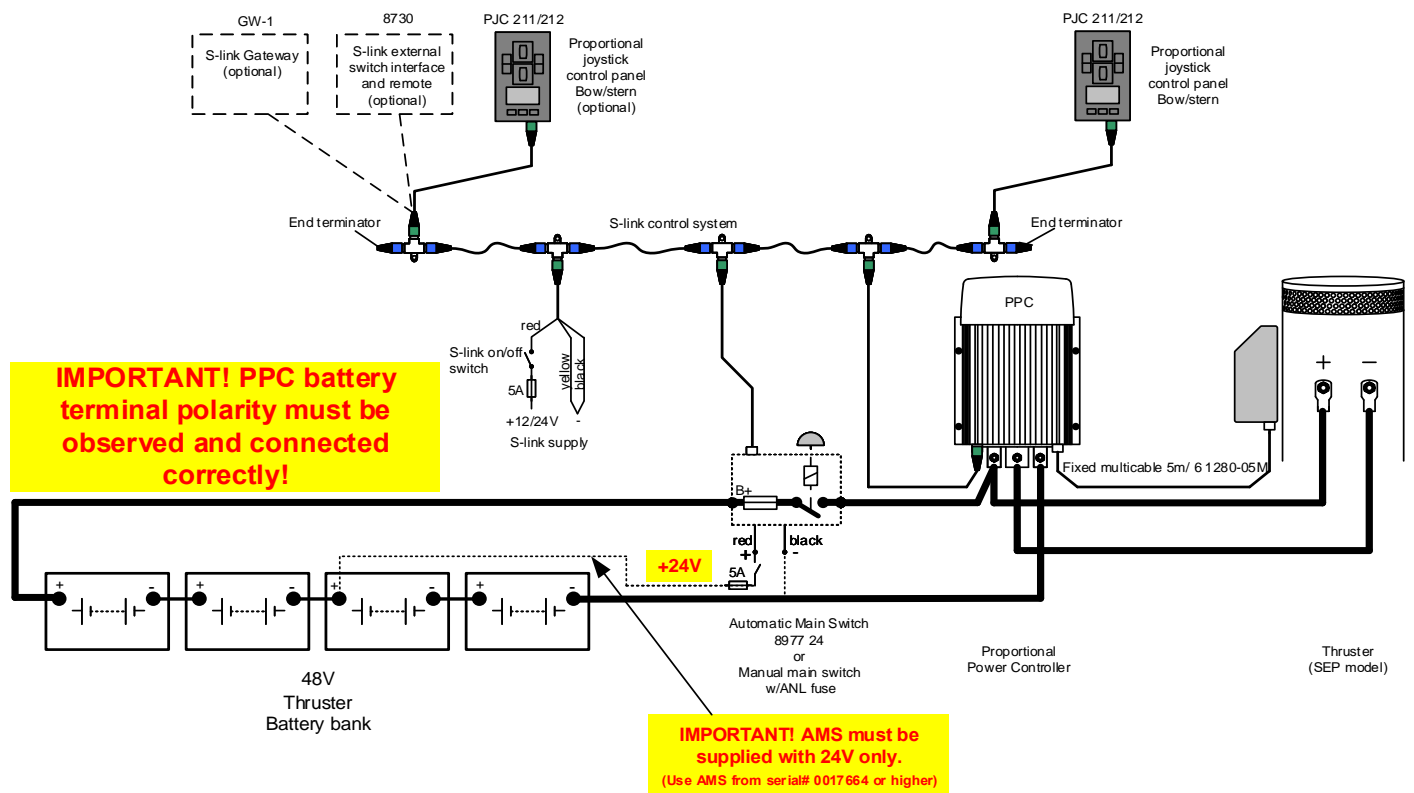 GW-1
8730
PJC 211/212
PJC 211/212
S-link Gateway
(optional)
S-link external
switch interface
and remote
(optional)
Proportional
joystick
control panel
Bow/stern
(optional)
Proportional
joystick
control panel
Bow/stern
End terminator
S-link control system
End terminator
PPC
red
S-link on/off
switch
yellow
black
5A
+12/24V
-
S-link supply
IMPORTANT! PPC battery
terminal polarity must be
observed and connected
correctly!
+
−
Fixed multicable 5m/ 6 1280-05M
B+
red
black
+
-
+24V
5A
+
-
+
-
+
-
+
-
48V
Thruster
Battery bank
Automatic Main Switch
8977 24
or
Manual main switch
w/ANL fuse
Proportional
Power Controller
Thruster
(SEP model)
IMPORTANT! AMS must be
supplied with 24V only.
(Use AMS from serial# 0017664 or higher)